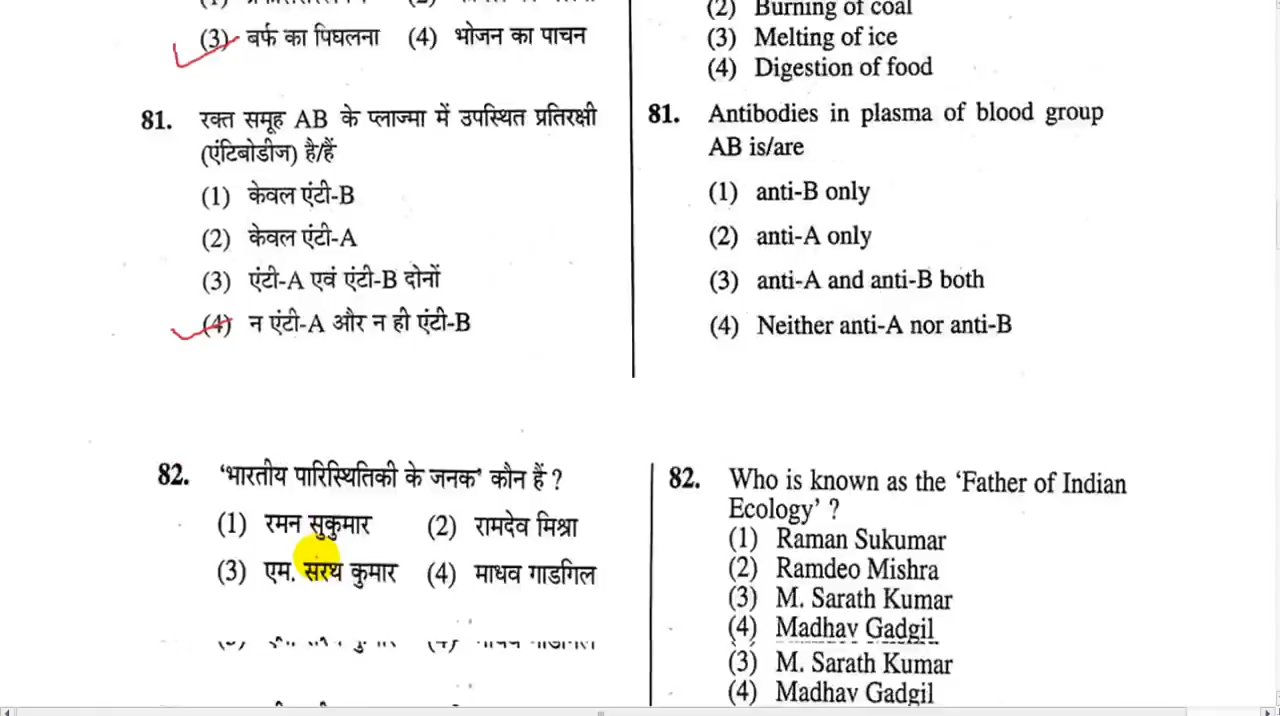 (3) बर्फ का पिघलना (4) भोजन का पाचन
81. रक्त समूह AB के प्लाज्मा में उपस्थित प्रतिरक्षी
(एंटिबोडीज) है/हैं
(1) केवल एंटी-B
(2) केवल एंटी-A
(3) एंटी-A एवं एंटी-B दोनों
(4) न एंटी-A और न ही एंटी-B
82. 'भारतीय पारिस्थितिकी के जनक' कौन हैं ?
(1) रमन सुकुमार (2) रामदेव मिश्रा
(3) एम. संरथ कुमार (4) माधव गाडगिल
(2) Burning of coal
(3) Melting of ice
(4) Digestion of food
81. Antibodies in plasma of blood group
AB is/are
(1) anti-B only
(2) anti-A only
(3) anti-A and anti-B both
(4) Neither anti-A nor anti-B
82. Who is known as the 'Father of Indian
Ecology' ?
(1) Raman Sukumar
(2) Ramdeo Mishra
(3) M. Sarath Kumar
(4) Madhav Gadgil
(3) M. Sarath Kumar
(4) Madhav Gadgil